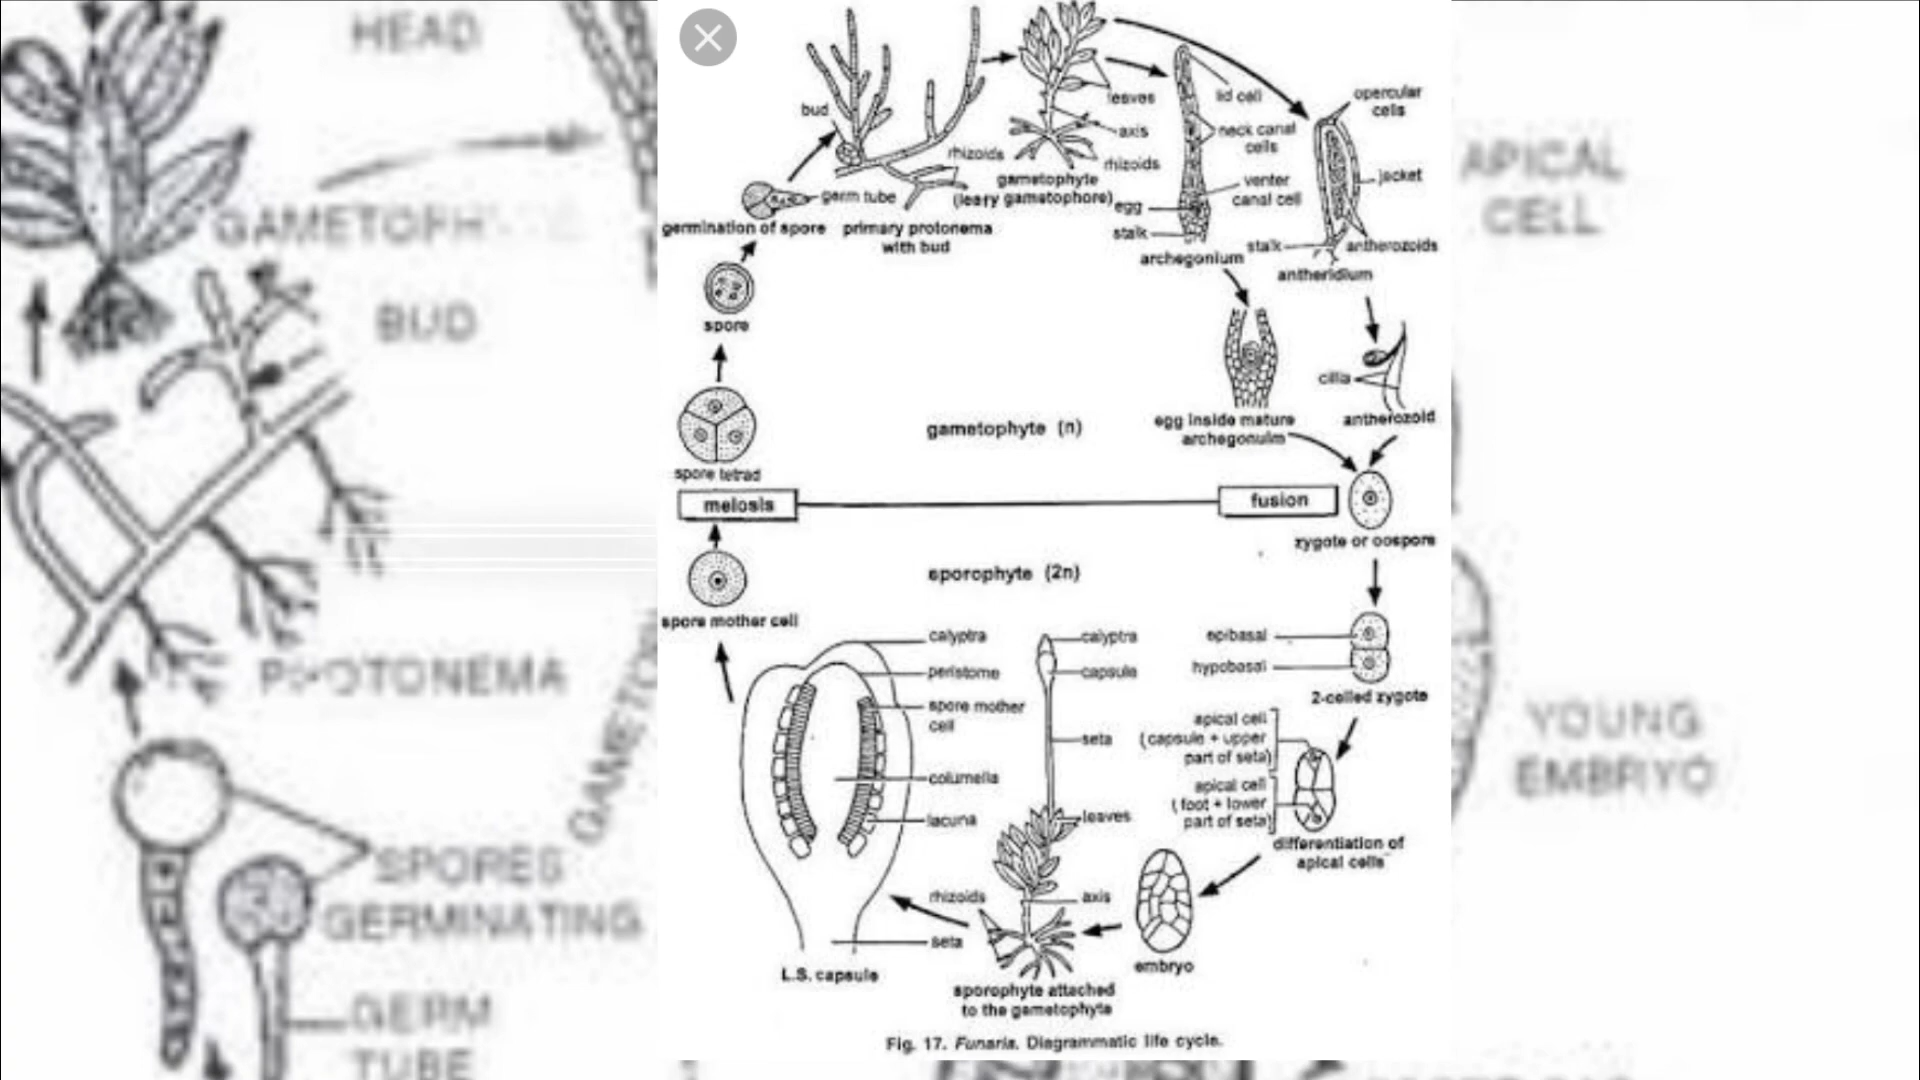 HEAD
BUD
GERM
TUBE
SPORES
GERMINATING
APICAL
CELL
YOUNG
EMBRYO
bud
rhizoids
germ tube
germination of spore
primary protonema
with bud
leaves
axis
rhizoids
gametophyte
(leary gametophore)
lid cell
neck canal
cells
venter
canal cell
egg
stalk
archegonium
opercular
cells
jacket
stalk
antherozoids
antheridium
spore
spore tetrad
gametophyte (n)
egg inside mature
archegonulm
cilia
antherozoid
meiosis
fusion
zygote or oospore
sporophyte (2n)
spore mother cell
epibasal
hypobasal
2-celled zygote
calyptra
peristome
spore mother
cell
columella
lacuna
seta
L.S. capsule
calyptra
capsule
seta
leaves
rhizoids
axis
sporophyte attached
to the gametophyte
apical cell
(capsule + upper
part of seta)
apical cell
(foot + lower
part of seta)
differentiation of
apical cells
embryo
Fig. 17. Funaria. Diagrammatic life cycle.